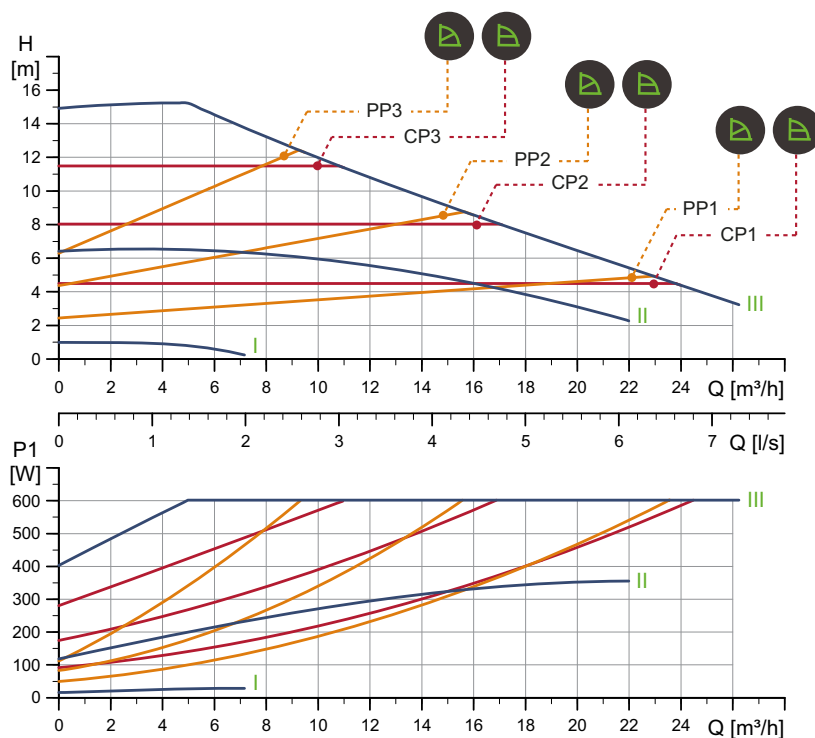 H
[m]
16
14
12
10
8
6
4
2
0
PP3
CP3
PP2
CP2
PP1
CP1
III
II
I
0 2 4 6 8 10 12 14 16 18 20 22 24 Q [m³/h]
0 1 2 3 4 5 6 7 Q [l/s]
P1
[W]
600
500
400
300
200
100
0
III
II
I
0 2 4 6 8 10 12 14 16 18 20 22 24 Q [m³/h]